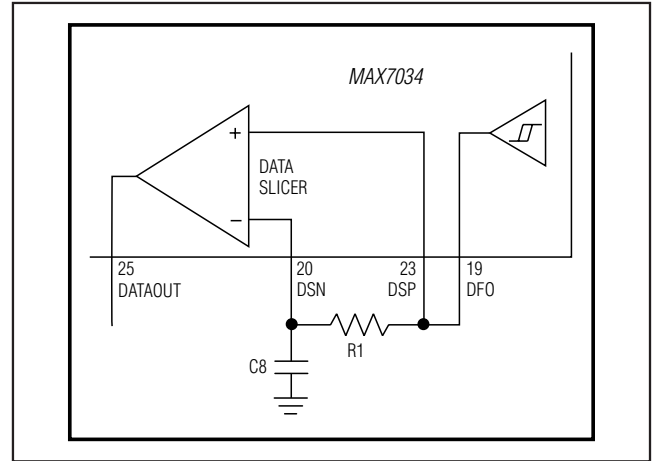 MAX7034
+
DATA
SLICER
−
25
DATAOUT
20
DSN
23
DSP
19
DFO
R1
C8